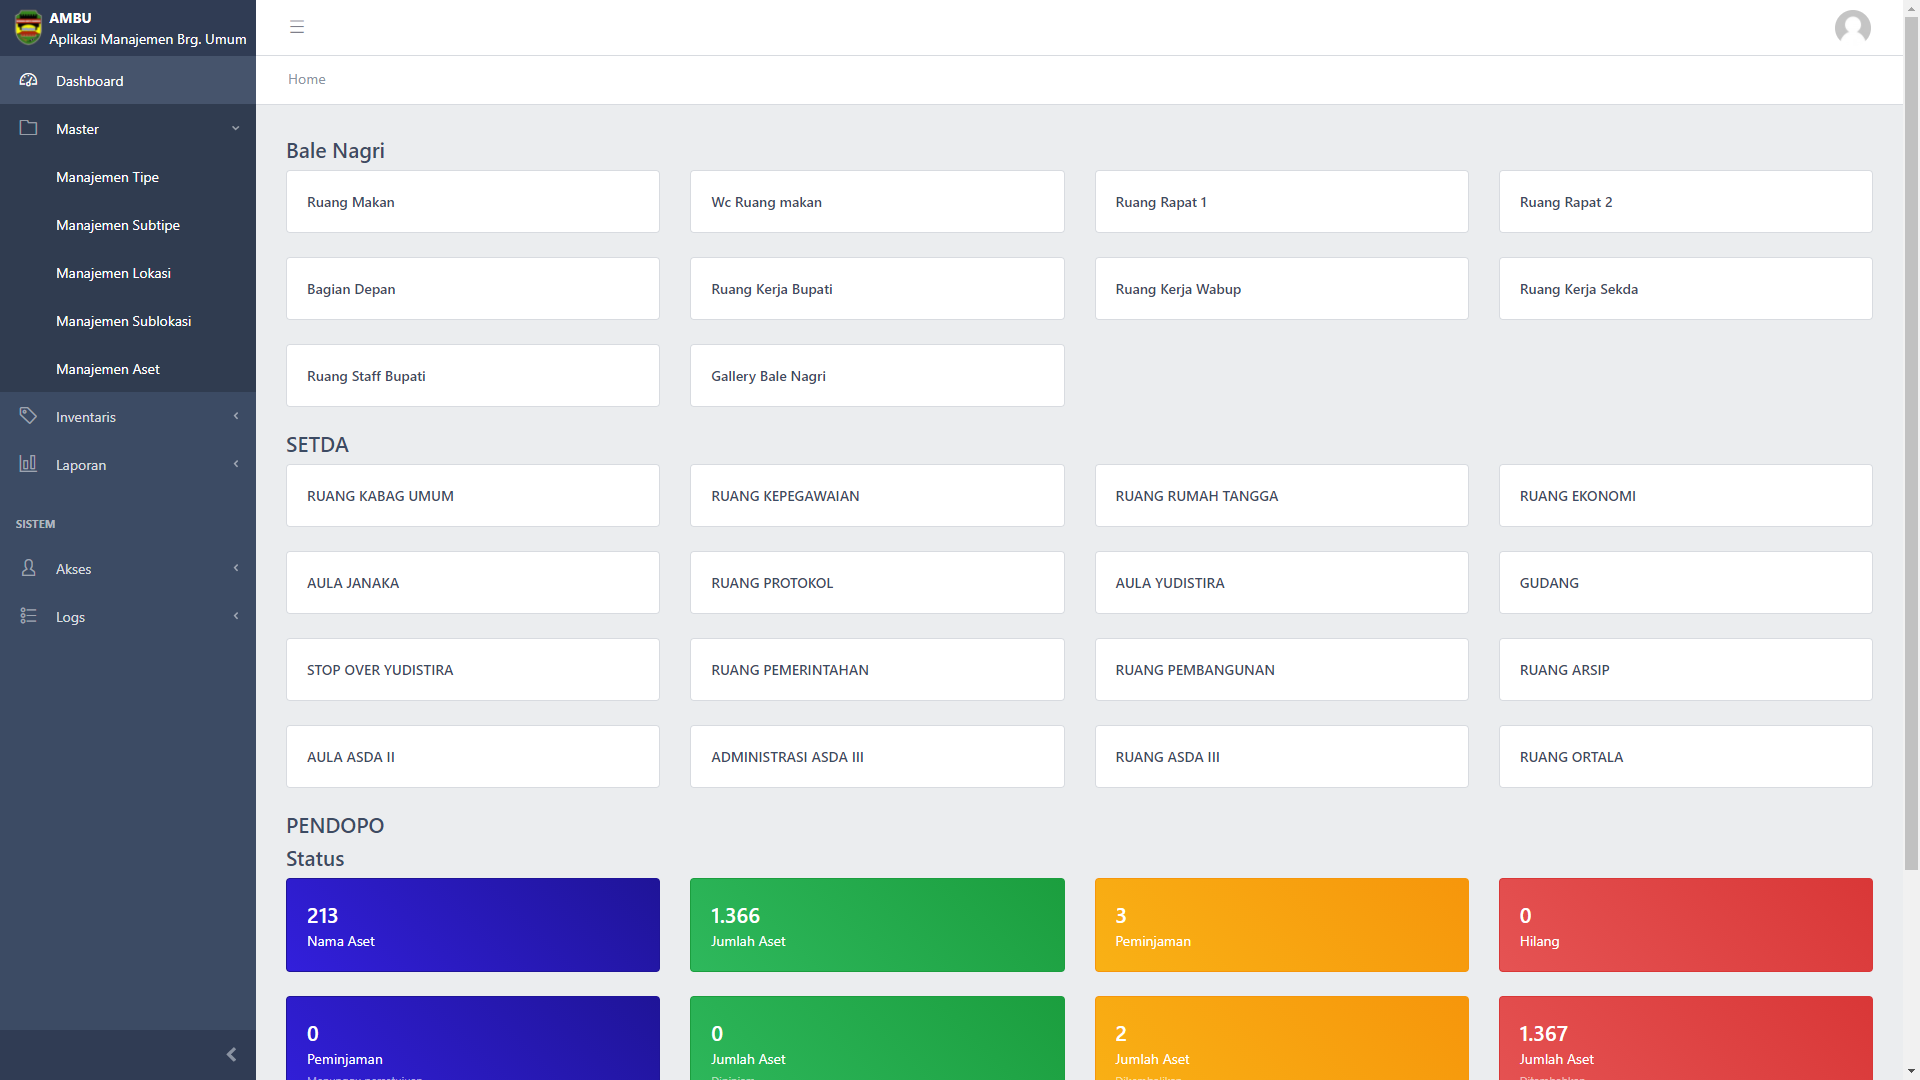 AMBU
Aplikasi Manajemen Brg. Umum
Dashboard
Master
Manajemen Tipe
Manajemen Subtipe
Manajemen Lokasi
Manajemen Sublokasi
Manajemen Aset
Inventaris
Laporan
SISTEM
Akses
Logs
Home
Bale Nagri
Ruang Makan
Wc Ruang makan
Ruang Rapat 1
Ruang Rapat 2
Bagian Depan
Ruang Kerja Bupati
Ruang Kerja Wabup
Ruang Kerja Sekda
Ruang Staff Bupati
Gallery Bale Nagri
SETDA
RUANG KABAG UMUM
RUANG KEPEGAWAIAN
RUANG RUMAH TANGGA
RUANG EKONOMI
AULA JANAKA
RUANG PROTOKOL
AULA YUDISTIRA
GUDANG
STOP OVER YUDISTIRA
RUANG PEMERINTAHAN
RUANG PEMBANGUNAN
RUANG ARSIP
AULA ASDA II
ADMINISTRASI ASDA III
RUANG ASDA III
RUANG ORTALA
PENDOPO
Status
213
Nama Aset
1.366
Jumlah Aset
3
Peminjaman
0
Hilang
0
Peminjaman
0
Jumlah Aset
2
Jumlah Aset
1.367
Jumlah Aset